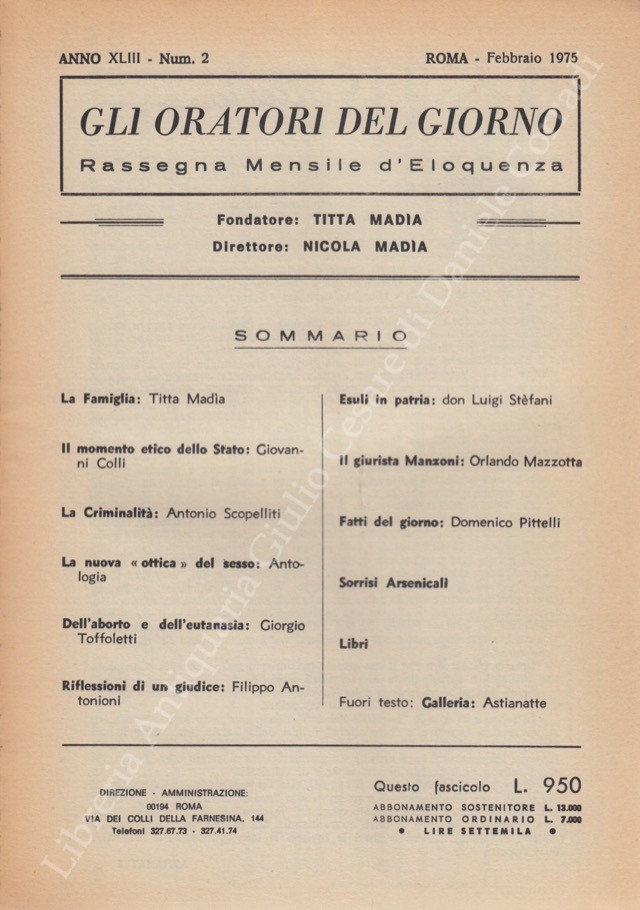 ANNO XLIII - Num. 2
ROMA - Febbraio 1975
GLI ORATORI DEL GIORNO
Rassegna Mensile d'Eloquenza
Fondatore: TITTA MADÌA
Direttore: NICOLA MADÌA
SOMMARIO
La Famiglia: Titta Madìa
Il momento etico dello Stato: Giovan-
ni Colli
La Criminalità: Antonio Scopelliti
La nuova « ottica » del sesso: Anto-
logia
Dell'aborto e dell'eutanasia: Giorgio
Toffoletti
Riflessioni di un giudice: Filippo An-
tonioni
Esuli in patria: don Luigi Stèfani
Il giurista Manzoni: Orlando Mazzotta
Fatti del giorno: Domenico Pittelli
Sorrisi Arsenicali
Libri
Fuori testo: Galleria: Astianatte
DIREZIONE - AMMINISTRAZIONE:
00194 ROMA
VIA DEI COLLI DELLA FARNESINA, 144
Telefoni 327.67.73 - 327.41.74
Questo fascicolo L. 950
ABBONAMENTO SOSTENITORE L. 13.000
ABBONAMENTO ORDINARIO L. 7.000
• LIRE SETTEMILA •
Libreria Antiquaria Giulio Cesare di Daniele Corradi